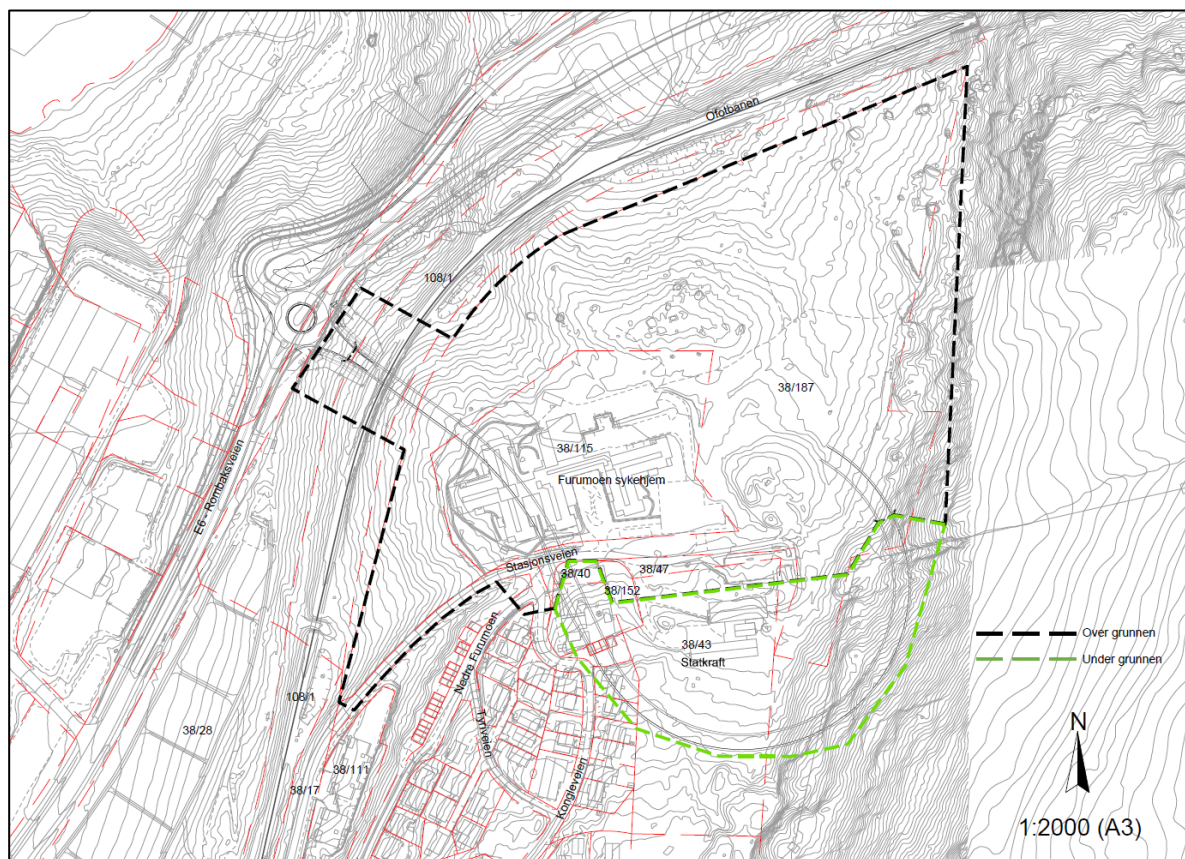 Ofotbanen
108/1
38/187
E6 - Rombaksveien
38/115
Furumoen sykehjem
Stasjonsveien
38/40
38/47
38/152
38/43
Statkraft
Over grunnen
Under grunnen
Nedre Furumoen
Tyriveien
Kongleveien
108/1
38/28
38/111
38/17
N
1:2000 (A3)